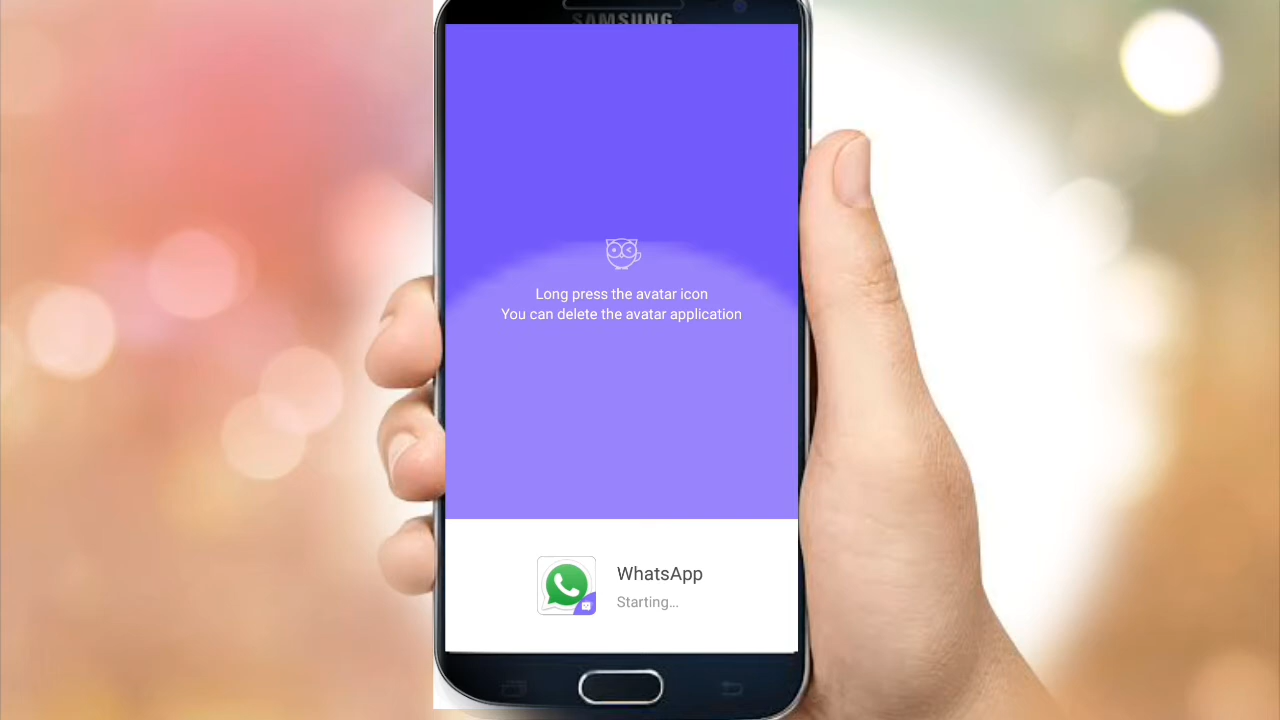 SAMSUNG
Long press the avatar icon
You can delete the avatar application
WhatsApp
Starting...